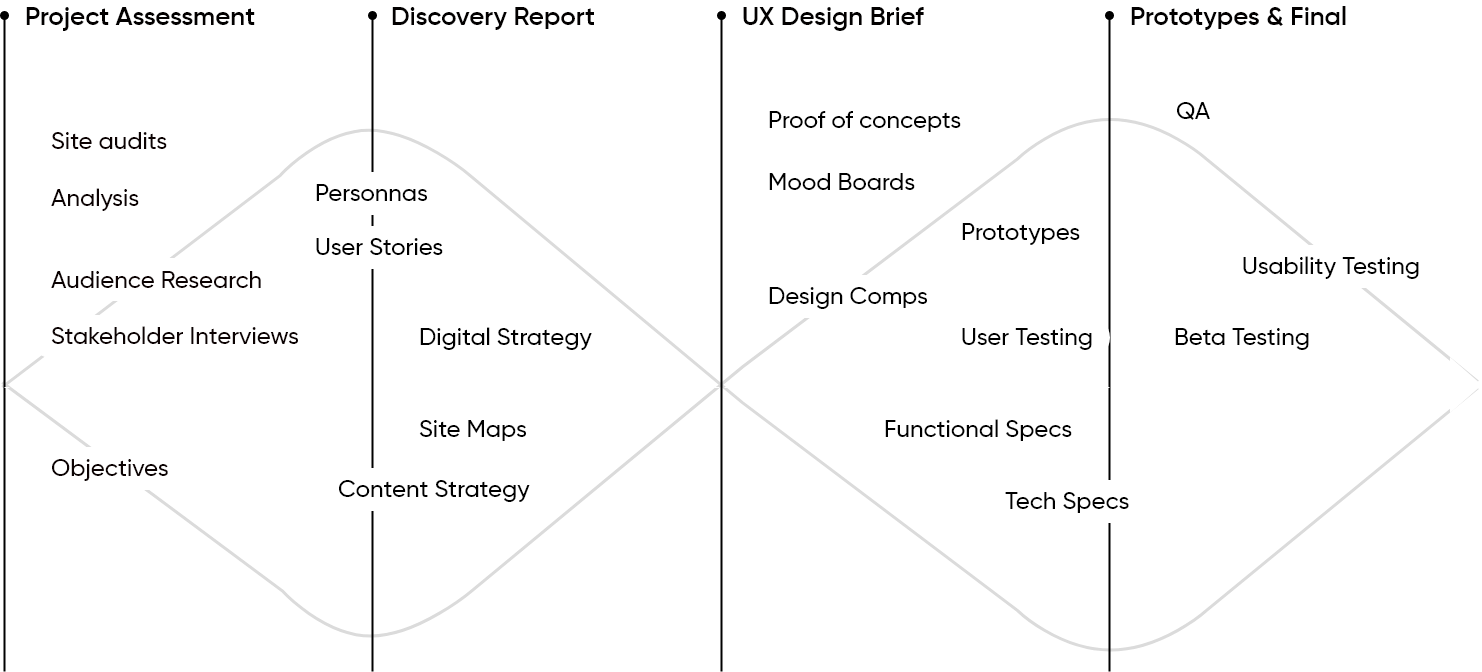 Project Assessment
Discovery Report
UX Design Brief
Prototypes & Final
Site audits
Analysis
Audience Research
Stakeholder Interviews
Objectives
Personnas
User Stories
Digital Strategy
Site Maps
Content Strategy
Proof of concepts
Mood Boards
Prototypes
Design Comps
User Testing
Functional Specs
Tech Specs
QA
Usability Testing
Beta Testing